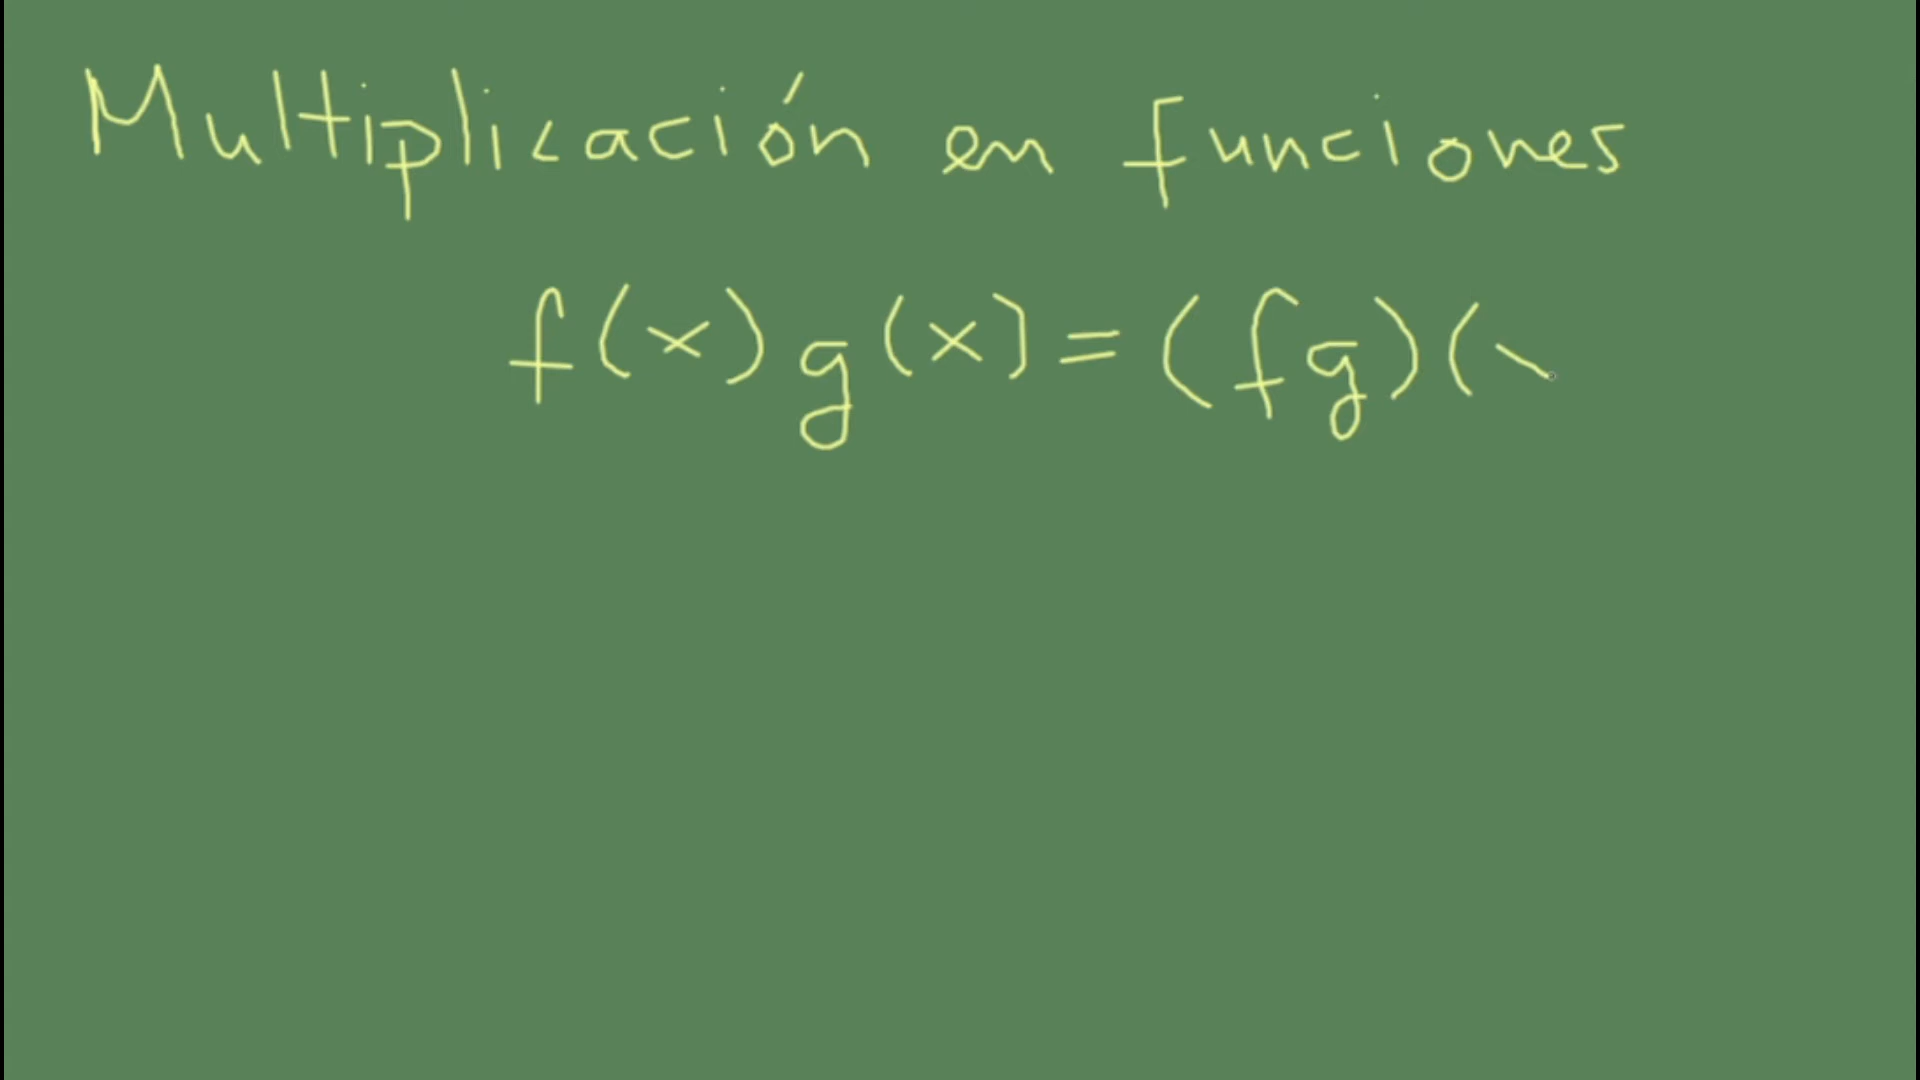 Multiplicación en funciones
f(x)g(x)=(fg)(